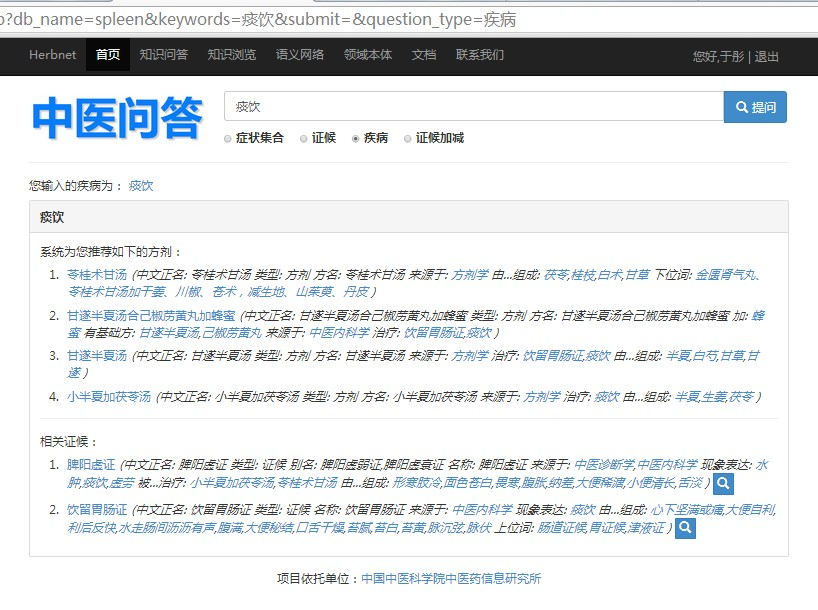 o?db_name=spleen&keywords=痰饮&submit=&question_type=疾病
Herbnet 首页 知识问答 知识浏览 语义网络 领域本体 文档 联系我们 您好,于彤 | 退出
中医问答
痰饮 提问
症状集合 证候 疾病 证候加减
您输入的疾病为： 痰饮
痰饮
系统为您推荐如下的方剂：
1. 苓桂术甘汤 (中文正名: 苓桂术甘汤 类型: 方剂 方名: 苓桂术甘汤 来源于: 方剂学 由...组成: 茯苓,桂枝,白术,甘草 下位词: 金匮肾气丸、
苓桂术甘汤加干姜、川椒、苍术，减生地、山茱萸、丹皮 )
2. 甘遂半夏汤合己椒苈黄丸加蜂蜜 (中文正名: 甘遂半夏汤合己椒苈黄丸加蜂蜜 类型: 方剂 方名: 甘遂半夏汤合己椒苈黄丸加蜂蜜 加: 蜂
蜜 有基础方: 甘遂半夏汤,己椒苈黄丸 来源于: 中医内科学 治疗: 饮留胃肠证,痰饮 )
3. 甘遂半夏汤 (中文正名: 甘遂半夏汤 类型: 方剂 方名: 甘遂半夏汤 来源于: 方剂学 治疗: 饮留胃肠证,痰饮 由...组成: 半夏,白芍,甘草,甘
遂 )
4. 小半夏加茯苓汤 (中文正名: 小半夏加茯苓汤 类型: 方剂 方名: 小半夏加茯苓汤 来源于: 方剂学 治疗: 痰饮 由...组成: 半夏,生姜,茯苓 )
相关证候：
1. 脾阳虚证 (中文正名: 脾阳虚证 类型: 证候 别名: 脾阳虚弱证,脾阳虚衰证 名称: 脾阳虚证 来源于: 中医诊断学,中医内科学 现象表达: 水
肿,痰饮,虚劳 被...治疗: 小半夏加茯苓汤,苓桂术甘汤 由...组成: 形寒肢冷,面色苍白,畏寒,腹胀,纳差,大便稀溏,小便清长,舌淡 )
2. 饮留胃肠证 (中文正名: 饮留胃肠证 类型: 证候 名称: 饮留胃肠证 来源于: 中医内科学 现象表达: 痰饮 由...组成: 心下坚满或痛,大便自利,
利后反快,水走肠间沥沥有声,腹满,大便秘结,口舌干燥,苔腻,苔白,苔黄,脉沉弦,脉伏 上位词: 肠道证候,胃证候,津液证 )
项目依托单位：中国中医科学院中医药信息研究所